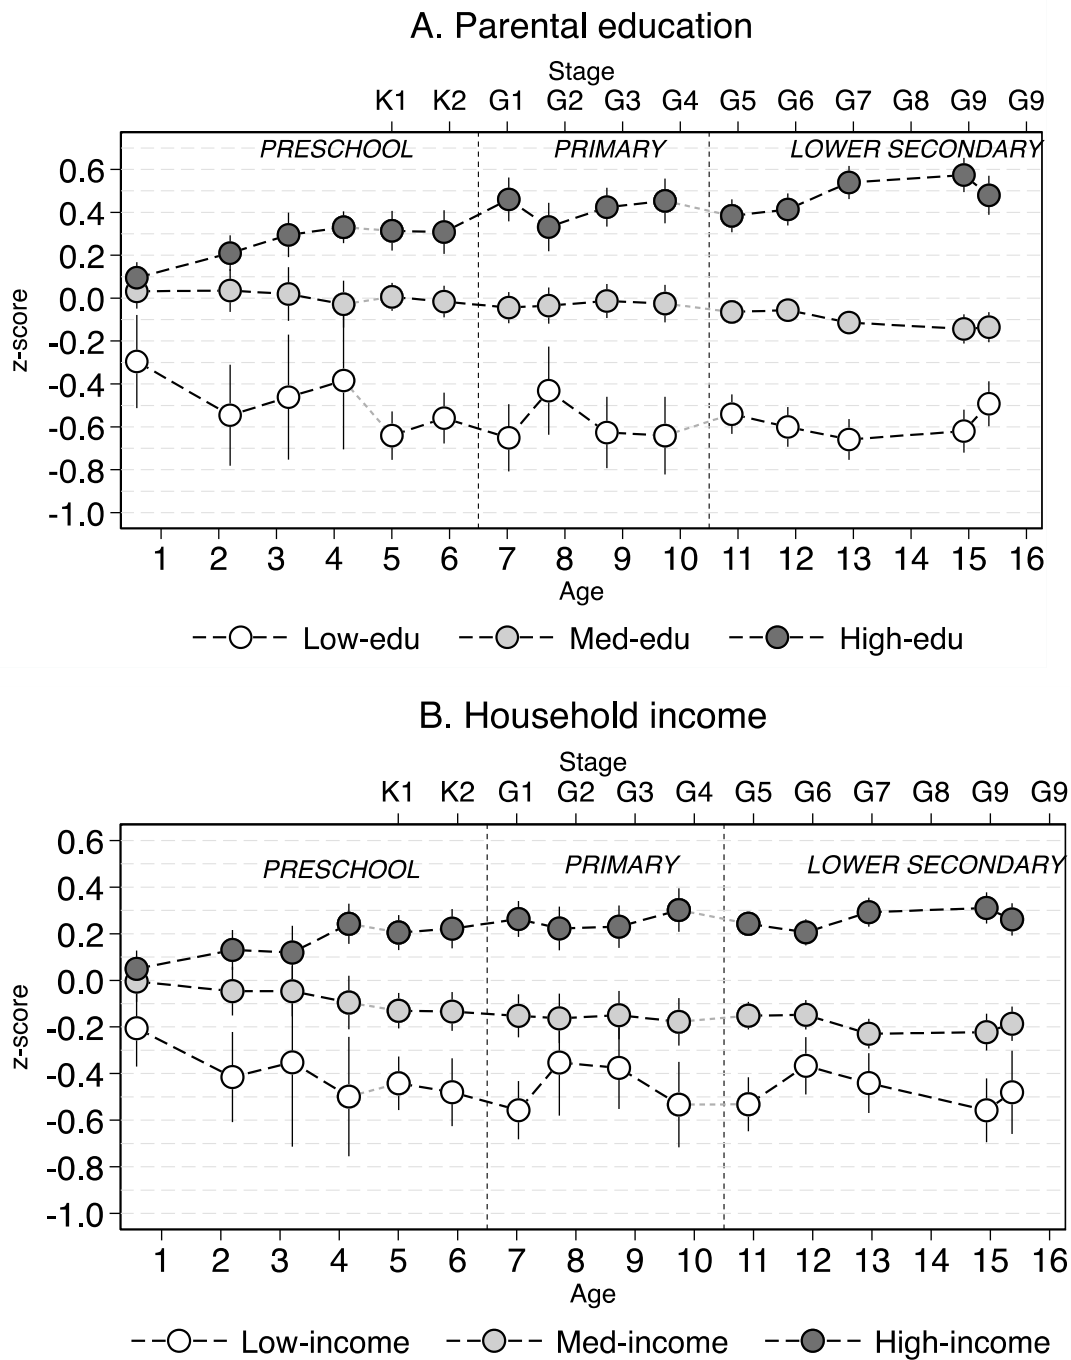 A. Parental education
Stage
K1 K2 G1 G2 G3 G4 G5 G6 G7 G8 G9 G9
PRESCHOOL PRIMARY LOWER SECONDARY
0.6
0.4
0.2
0.0
-0.2
-0.4
-0.6
-0.8
-1.0
z-score
1 2 3 4 5 6 7 8 9 10 11 12 13 14 15 16
Age
Low-edu Med-edu High-edu
B. Household income
Stage
K1 K2 G1 G2 G3 G4 G5 G6 G7 G8 G9 G9
PRESCHOOL PRIMARY LOWER SECONDARY
0.6
0.4
0.2
0.0
-0.2
-0.4
-0.6
-0.8
-1.0
z-score
1 2 3 4 5 6 7 8 9 10 11 12 13 14 15 16
Age
Low-income Med-income High-income